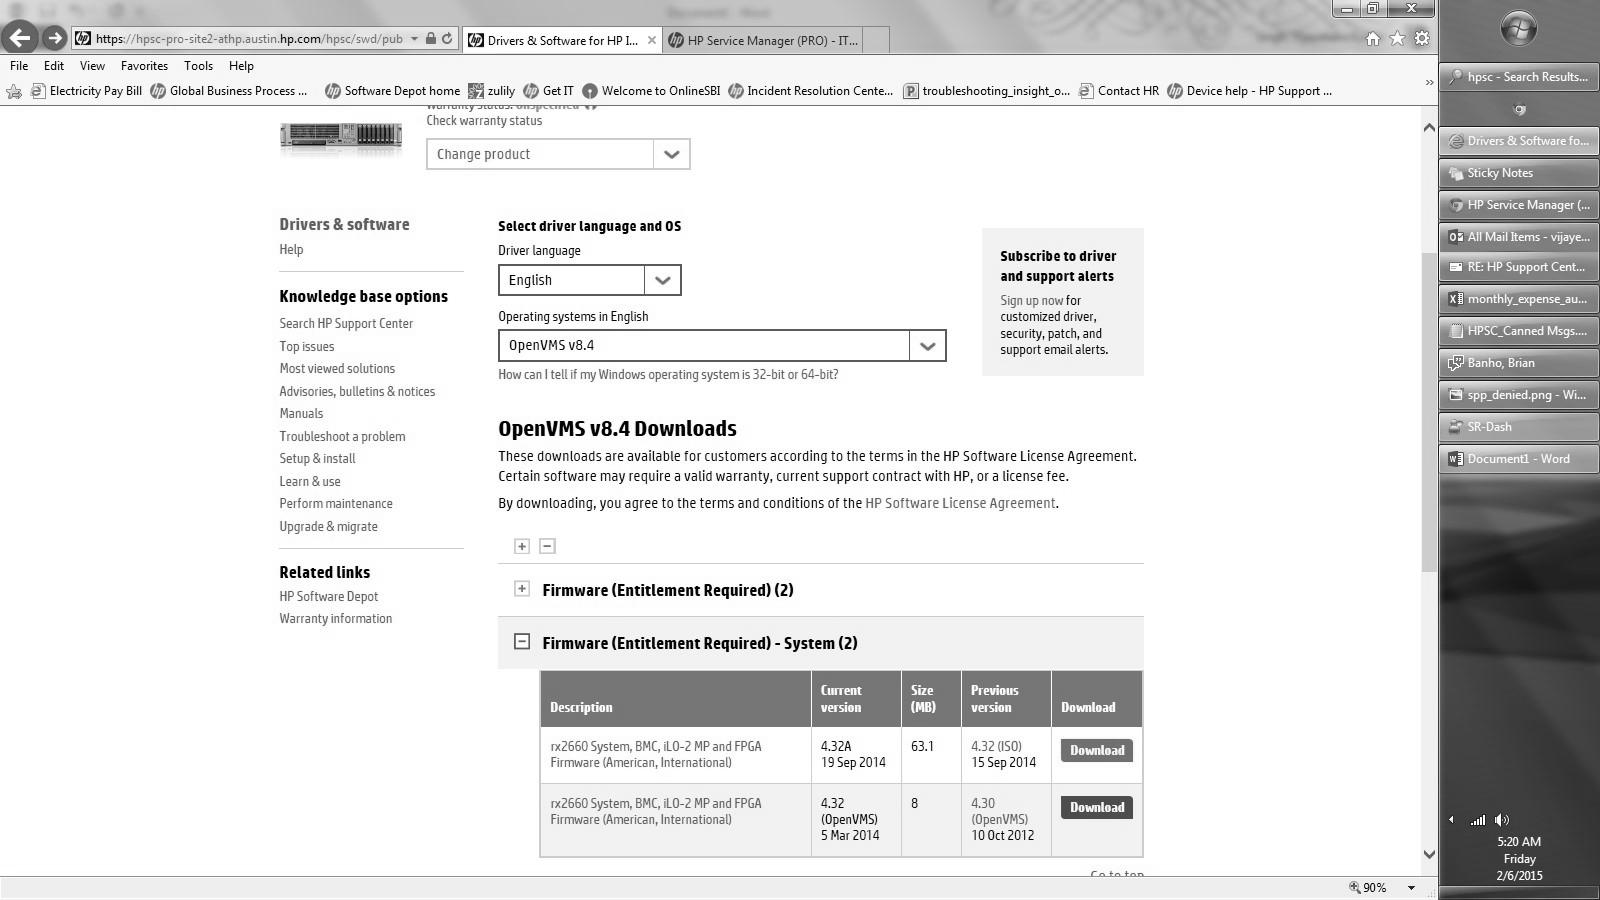 https://hpsc-pro-site2-athp.austin.hp.com/hpsc/swd/pub
Drivers & Software for HP I...
HP Service Manager (PRO) - IT...
File Edit View Favorites Tools Help
Electricity Pay Bill
Global Business Process ...
Software Depot home
zulily
Get IT
Welcome to OnlineSBI
Incident Resolution Cente...
troubleshooting_insight_o...
Contact HR
Device help - HP Support ...
Warranty status: Unspecified
Check warranty status
Change product
Drivers & software
Help
Knowledge base options
Search HP Support Center
Top issues
Most viewed solutions
Advisories, bulletins & notices
Manuals
Troubleshoot a problem
Setup & install
Learn & use
Perform maintenance
Upgrade & migrate
Related links
HP Software Depot
Warranty information
Select driver language and OS
Driver language
English
Operating systems in English
OpenVMS v8.4
How can I tell if my Windows operating system is 32-bit or 64-bit?
Subscribe to driver
and support alerts
Sign up now for
customized driver,
security, patch, and
support email alerts.
OpenVMS v8.4 Downloads
These downloads are available for customers according to the terms in the HP Software License Agreement.
Certain software may require a valid warranty, current support contract with HP, or a license fee.
By downloading, you agree to the terms and conditions of the HP Software License Agreement.
Firmware (Entitlement Required) (2)
Firmware (Entitlement Required) - System (2)
Description
Current
version
Size
(MB)
Previous
version
Download
rx2660 System, BMC, iLO-2 MP and FPGA
Firmware (American, International)
4.32A
19 Sep 2014
63.1
4.32 (ISO)
15 Sep 2014
Download
rx2660 System, BMC, iLO-2 MP and FPGA
Firmware (American, International)
4.32
(OpenVMS)
5 Mar 2014
8
4.30
(OpenVMS)
10 Oct 2012
Download
Go to top
90%
hpsc - Search Results...
Drivers & Software fo...
Sticky Notes
HP Service Manager (...
All Mail Items - vijaye...
RE: HP Support Cent...
monthly_expense_au...
HPSC_Canned Msgs....
Banho, Brian
spp_denied.png - Wi...
SR-Dash
Document1 - Word
5:20 AM
Friday
2/6/2015